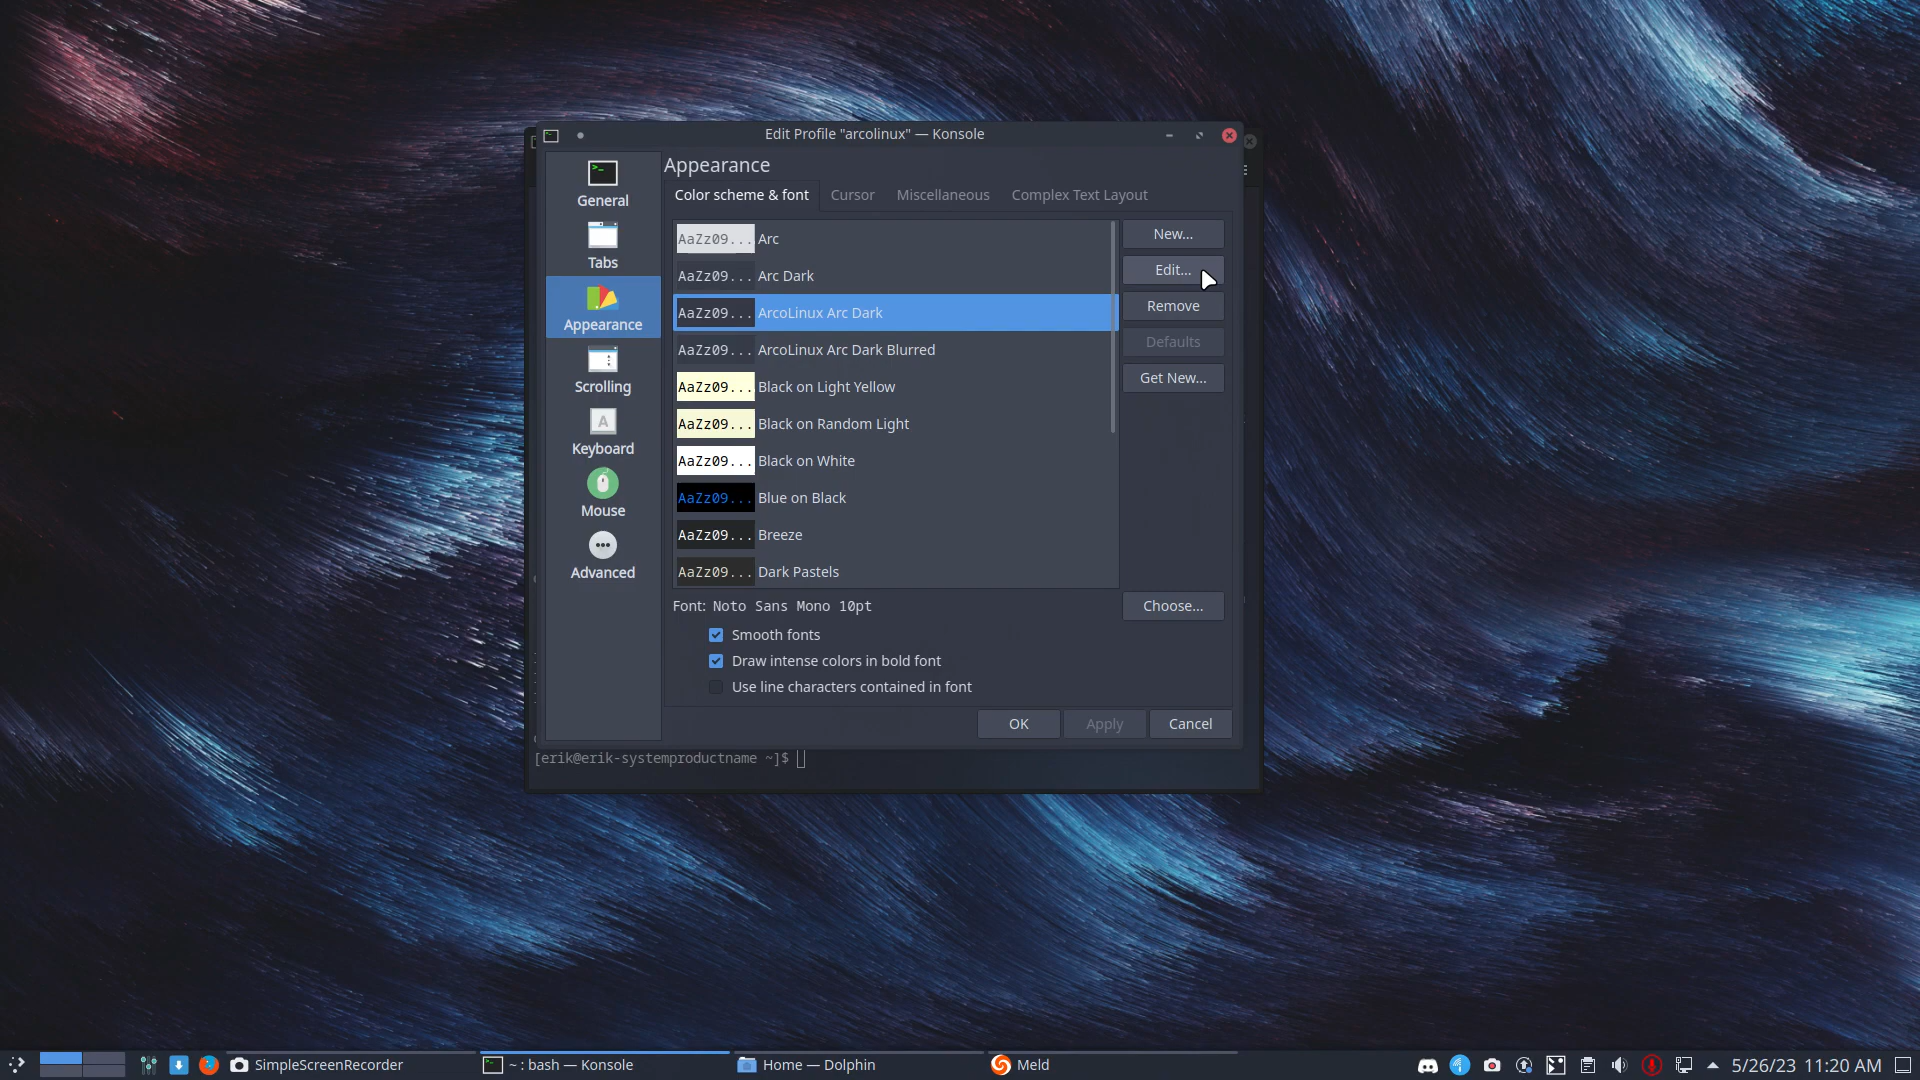 Edit Profile "arcolinux" — Konsole
General
Tabs
Appearance
Scrolling
A
Keyboard
Mouse
Advanced
Appearance
Color scheme & font
Cursor
Miscellaneous
Complex Text Layout
AaZz09... Arc
AaZz09... Arc Dark
AaZz09... ArcoLinux Arc Dark
AaZz09... ArcoLinux Arc Dark Blurred
AaZz09... Black on Light Yellow
AaZz09... Black on Random Light
AaZz09... Black on White
AaZz09... Blue on Black
AaZz09... Breeze
AaZz09... Dark Pastels
New...
Edit...
Remove
Defaults
Get New...
Font: Noto Sans Mono 10pt
Choose...
Smooth fonts
Draw intense colors in bold font
Use line characters contained in font
OK
Apply
Cancel
[erik@erik-systemproductname ~]$
SimpleScreenRecorder
~ : bash — Konsole
Home — Dolphin
Meld
5/26/23 11:20 AM